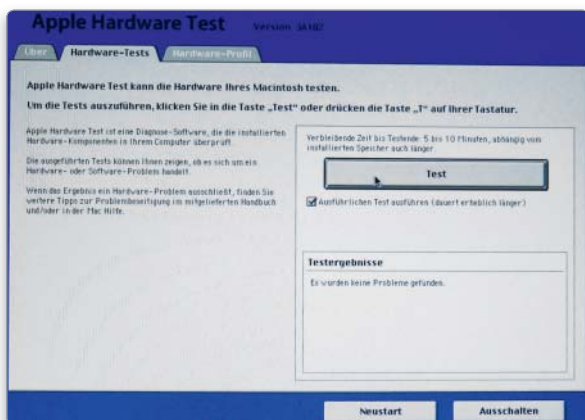 Apple Hardware Test Version 3A102
Über Hardware-Tests Hardware-Profil
Apple Hardware Test kann die Hardware Ihres Macintosh testen.
Um die Tests auszuführen, klicken Sie in die Taste „Test“ oder drücken die Taste „T“ auf Ihrer Tastatur.
Apple Hardware Test ist eine Diagnose-Software, die die installierten
Hardware-Komponenten in Ihrem Computer überprüft.
Die ausgeführten Tests können Ihnen zeigen, ob es sich um ein
Hardware- oder Software-Problem handelt.
Wenn das Ergebnis ein Hardware-Problem ausschließt, finden Sie
weitere Tipps zur Problembeseitigung im mitgelieferten Handbuch
und/oder in der Mac Hilfe.
Verbleibende Zeit bis Testende: 5 bis 10 Minuten, abhängig vom
installierten Speicher auch länger.
Test
Ausführlichen Test ausführen (dauert erheblich länger)
Testergebnisse
Es wurden keine Probleme gefunden.
Neustart
Ausschalten